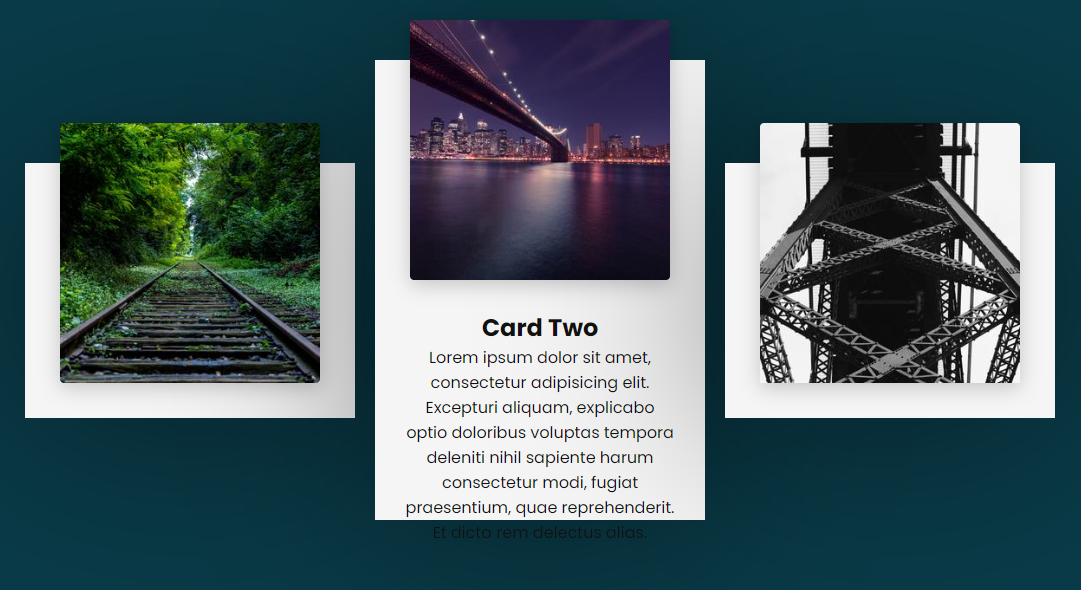 Card Two
Lorem ipsum dolor sit amet,
consectetur adipisicing elit.
Excepturi aliquam, explicabo
optio doloribus voluptas tempora
deleniti nihil sapiente harum
consectetur modi, fugiat
praesentium, quae reprehenderit.
Et dicta rem delectus alias.